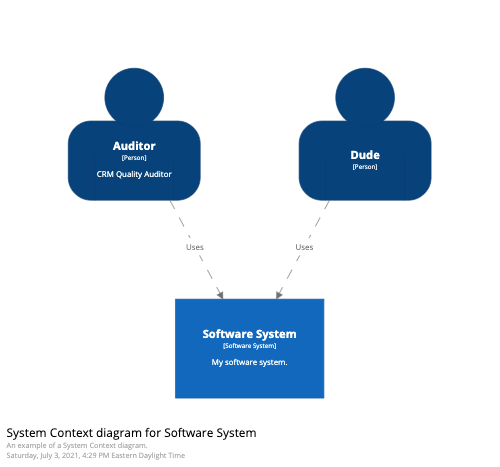 Auditor
[Person]
CRM Quality Auditor
Dude
[Person]
Uses
Uses
Software System
[Software System]
My software system.
System Context diagram for Software System
An example of a System Context diagram.
Saturday, July 3, 2021, 4:29 PM Eastern Daylight Time